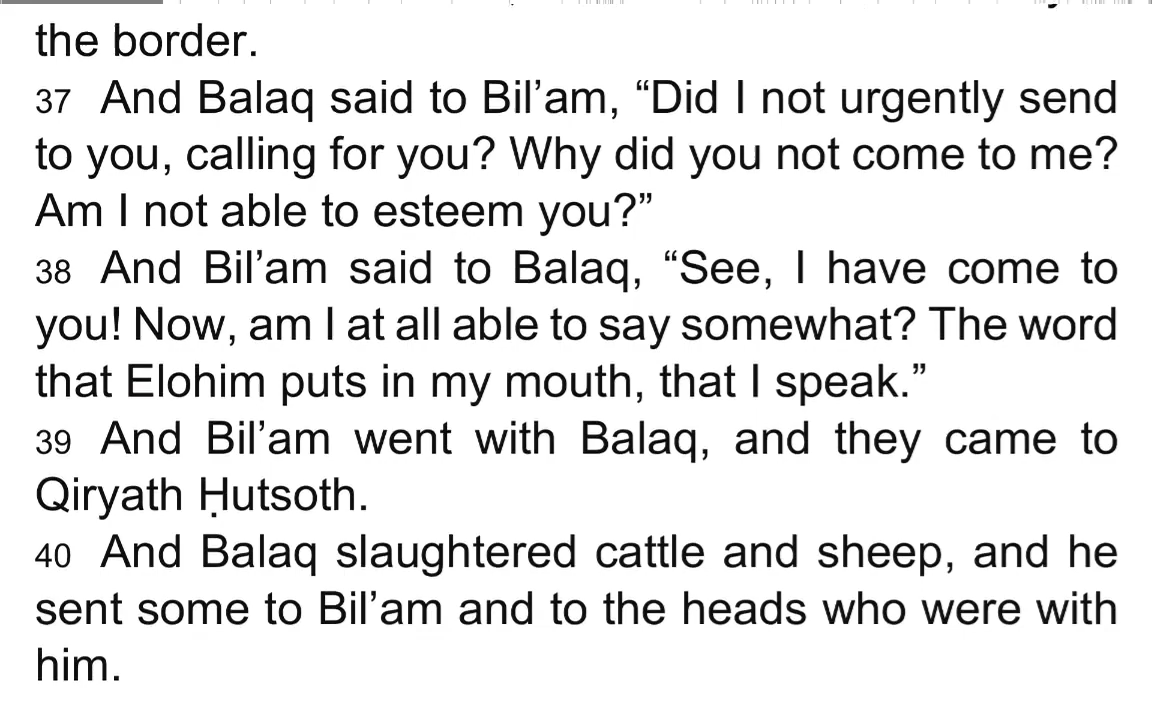 the border.
37 And Balaq said to Bil’am, “Did I not urgently send
to you, calling for you? Why did you not come to me?
Am I not able to esteem you?”
38 And Bil’am said to Balaq, “See, I have come to
you! Now, am I at all able to say somewhat? The word
that Elohim puts in my mouth, that I speak.”
39 And Bil’am went with Balaq, and they came to
Qiryath Ḥutsoth.
40 And Balaq slaughtered cattle and sheep, and he
sent some to Bil’am and to the heads who were with
him.